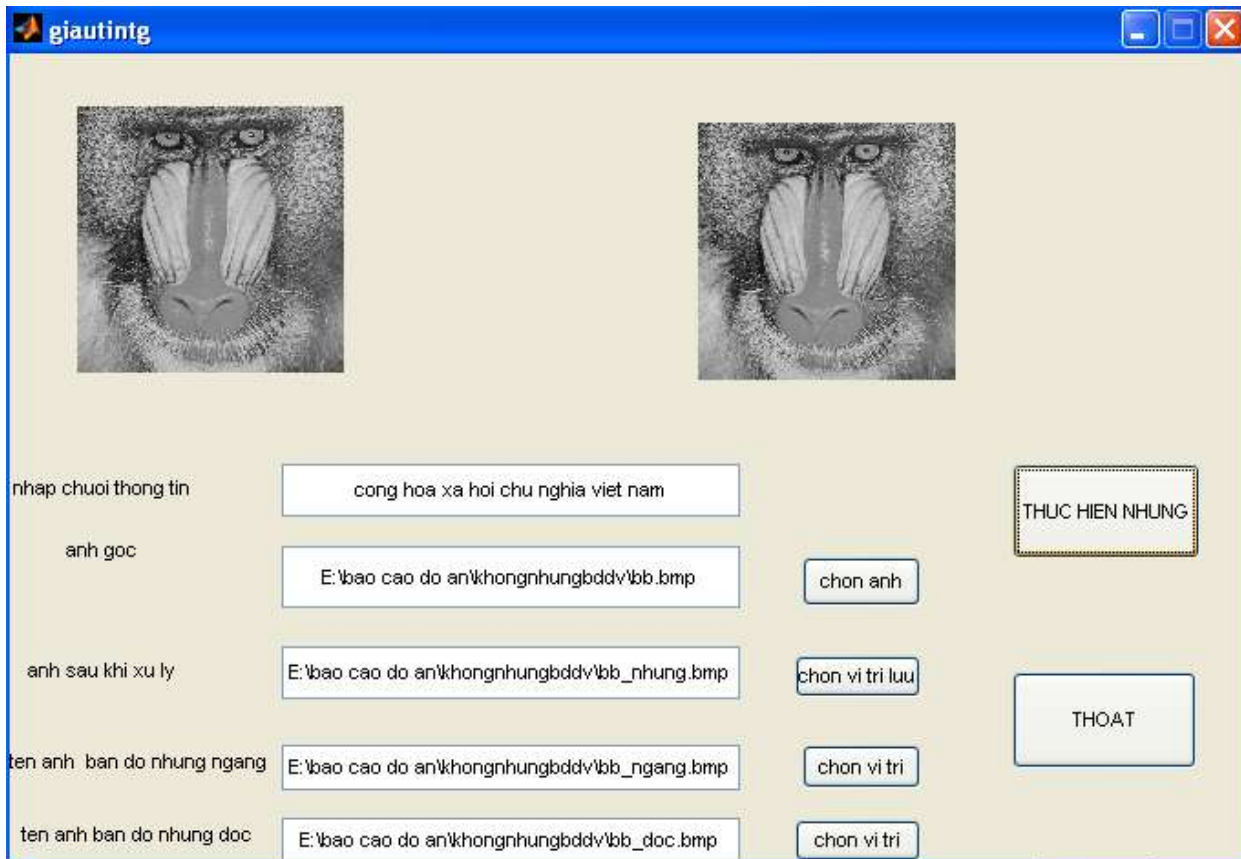 giautintg
nhap chuoi thong tin
cong hoa xa hoi chu nghia viet nam
THUC HIEN NHUNG
anh goc
E:\bao cao do an\khongnhungbddv\bb.bmp
chon anh
anh sau khi xu ly
E:\bao cao do an\khongnhungbddv\bb_nhung.bmp
chon vi tri luu
THOAT
ten anh  ban do nhung ngang
E:\bao cao do an\khongnhungbddv\bb_ngang.bmp
chon vi tri
ten anh ban do nhung doc
E:\bao cao do an\khongnhungbddv\bb_doc.bmp
chon vi tri